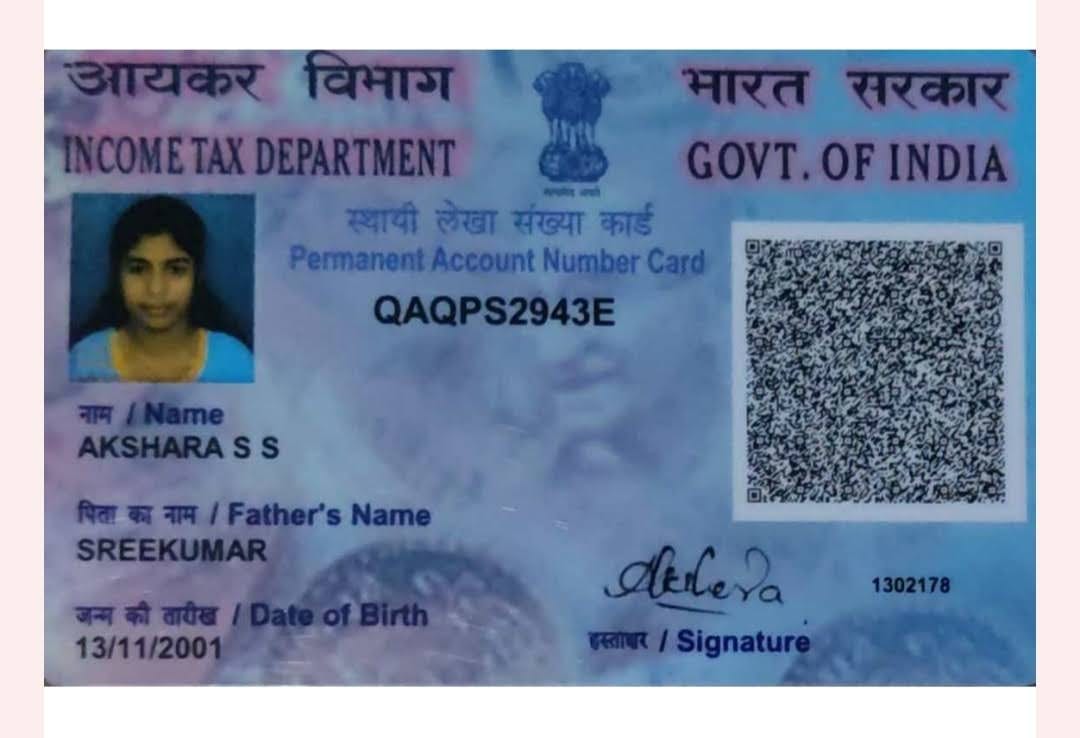 आयकर विभाग
INCOME TAX DEPARTMENT
भारत सरकार
GOVT. OF INDIA
सत्यमेव जयते
स्थायी लेखा संख्या कार्ड
Permanent Account Number Card
QAQPS2943E
नाम / Name
AKSHARA S S
पिता का नाम / Father's Name
SREEKUMAR
जन्म की तारीख / Date of Birth
13/11/2001
1302178
हस्ताक्षर / Signature